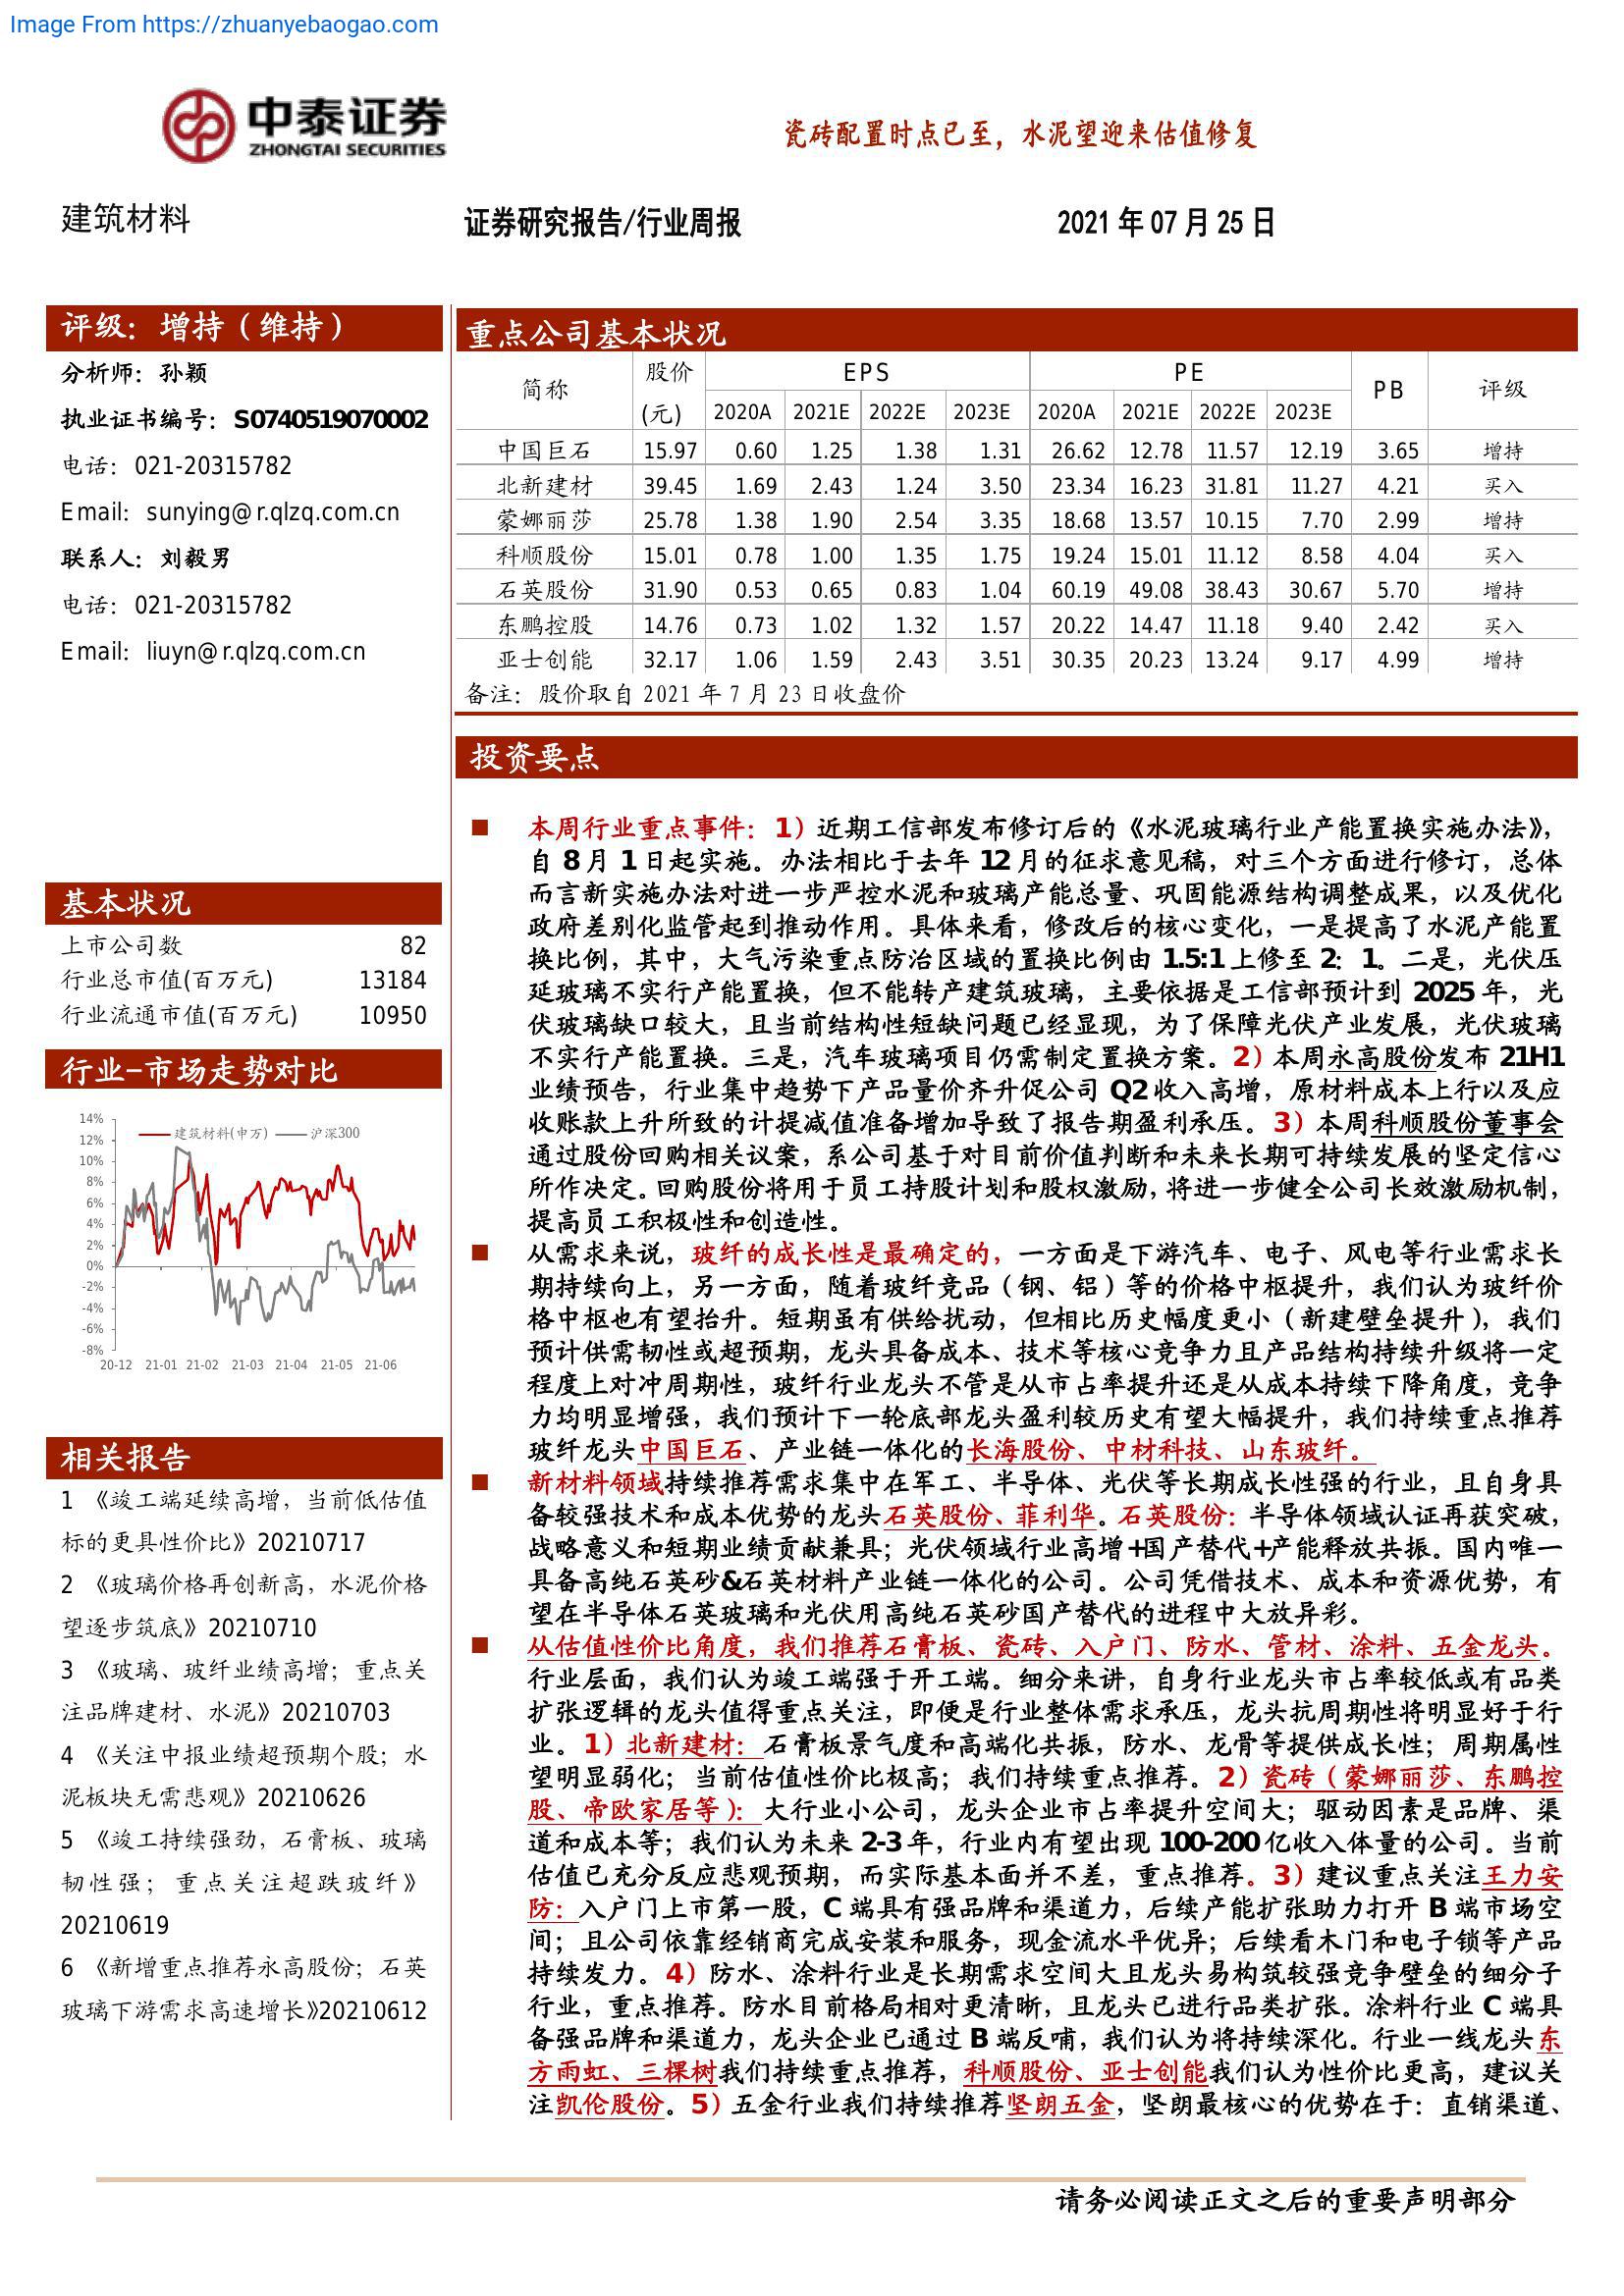 Image From https://zhuanyebaogao.com
中泰证券
ZHONGTAI SECURITIES
瓷砖配置时点已至，水泥望迎来估值修复
建筑材料
证券研究报告/行业周报
2021 年 07 月 25 日
评级：增持（维持）
分析师：孙颖
执业证书编号：S0740519070002
电话：021-20315782
Email：sunying@r.qlzq.com.cn
联系人：刘毅男
电话：021-20315782
Email：liuyn@r.qlzq.com.cn
基本状况
上市公司数 82
行业总市值(百万元) 13184
行业流通市值(百万元) 10950
行业-市场走势对比
建筑材料(申万) 沪深300
14%
12%
10%
8%
6%
4%
2%
0%
-2%
-4%
-6%
-8%
20-12 21-01 21-02 21-03 21-04 21-05 21-06
相关报告
1 《竣工端延续高增，当前低估值
标的更具性价比》20210717
2 《玻璃价格再创新高，水泥价格
望逐步筑底》20210710
3 《玻璃、玻纤业绩高增；重点关
注品牌建材、水泥》20210703
4 《关注中报业绩超预期个股；水
泥板块无需悲观》20210626
5 《竣工持续强劲，石膏板、玻璃
韧性强；重点关注超跌玻纤》
20210619
6 《新增重点推荐永高股份；石英
玻璃下游需求高速增长》20210612
重点公司基本状况
简称 股价(元) EPS PE PB 评级
2020A 2021E 2022E 2023E 2020A 2021E 2022E 2023E
中国巨石 15.97 0.60 1.25 1.38 1.31 26.62 12.78 11.57 12.19 3.65 增持
北新建材 39.45 1.69 2.43 1.24 3.50 23.34 16.23 31.81 11.27 4.21 买入
蒙娜丽莎 25.78 1.38 1.90 2.54 3.35 18.68 13.57 10.15 7.70 2.99 增持
科顺股份 15.01 0.78 1.00 1.35 1.75 19.24 15.01 11.12 8.58 4.04 买入
石英股份 31.90 0.53 0.65 0.83 1.04 60.19 49.08 38.43 30.67 5.70 增持
东鹏控股 14.76 0.73 1.02 1.32 1.57 20.22 14.47 11.18 9.40 2.42 买入
亚士创能 32.17 1.06 1.59 2.43 3.51 30.35 20.23 13.24 9.17 4.99 增持
备注：股价取自 2021 年 7 月 23 日收盘价
投资要点
■ 本周行业重点事件：1）近期工信部发布修订后的《水泥玻璃行业产能置换实施办法》，
自 8 月 1 日起实施。办法相比于去年 12 月的征求意见稿，对三个方面进行修订，总体
而言新实施办法对进一步严控水泥和玻璃产能总量、巩固能源结构调整成果，以及优化
政府差别化监管起到推动作用。具体来看，修改后的核心变化，一是提高了水泥产能置
换比例，其中，大气污染重点防治区域的置换比例由 1.5:1 上修至 2：1。二是，光伏压
延玻璃不实行产能置换，但不能转产建筑玻璃，主要依据是工信部预计到 2025 年，光
伏玻璃缺口较大，且当前结构性短缺问题已经显现，为了保障光伏产业发展，光伏玻璃
不实行产能置换。三是，汽车玻璃项目仍需制定置换方案。2）本周永高股份发布 21H1
业绩预告，行业集中趋势下产品量价齐升促公司 Q2 收入高增，原材料成本上行以及应
收账款上升所致的计提减值准备增加导致了报告期盈利承压。3）本周科顺股份董事会
通过股份回购相关议案，系公司基于对目前价值判断和未来长期可持续发展的坚定信心
所作决定。回购股份将用于员工持股计划和股权激励，将进一步健全公司长效激励机制，
提高员工积极性和创造性。
■ 从需求来说，玻纤的成长性是最确定的，一方面是下游汽车、电子、风电等行业需求长
期持续向上，另一方面，随着玻纤竞品（钢、铝）等的价格中枢提升，我们认为玻纤价
格中枢也有望抬升。短期虽有供给扰动，但相比历史幅度更小（新建壁垒提升），我们
预计供需韧性或超预期，龙头具备成本、技术等核心竞争力且产品结构持续升级将一定
程度上对冲周期性，玻纤行业龙头不管是从市占率提升还是从成本持续下降角度，竞争
力均明显增强，我们预计下一轮底部龙头盈利较历史有望大幅提升，我们持续重点推荐
玻纤龙头中国巨石、产业链一体化的长海股份、中材科技、山东玻纤。
■ 新材料领域持续推荐需求集中在军工、半导体、光伏等长期成长性强的行业，且自身具
备较强技术和成本优势的龙头石英股份、菲利华。石英股份：半导体领域认证再获突破，
战略意义和短期业绩贡献兼具；光伏领域行业高增+国产替代+产能释放共振。国内唯一
具备高纯石英砂&石英材料产业链一体化的公司。公司凭借技术、成本和资源优势，有
望在半导体石英玻璃和光伏用高纯石英砂国产替代的进程中大放异彩。
■ 从估值性价比角度，我们推荐石膏板、瓷砖、入户门、防水、管材、涂料、五金龙头。
行业层面，我们认为竣工端强于开工端。细分来讲，自身行业龙头市占率较低或有品类
扩张逻辑的龙头值得重点关注，即便是行业整体需求承压，龙头抗周期性将明显好于行
业。1）北新建材：石膏板景气度和高端化共振，防水、龙骨等提供成长性；周期属性
望明显弱化；当前估值性价比极高；我们持续重点推荐。2）瓷砖（蒙娜丽莎、东鹏控
股、帝欧家居等）：大行业小公司，龙头企业市占率提升空间大；驱动因素是品牌、渠
道和成本等；我们认为未来 2-3 年，行业内有望出现 100-200 亿收入体量的公司。当前
估值已充分反应悲观预期，而实际基本面并不差，重点推荐。3）建议重点关注王力安
防：入户门上市第一股，C 端具有强品牌和渠道力，后续产能扩张助力打开 B 端市场空
间；且公司依靠经销商完成安装和服务，现金流水平优异；后续看木门和电子锁等产品
持续发力。4）防水、涂料行业是长期需求空间大且龙头易构筑较强竞争壁垒的细分子
行业，重点推荐。防水目前格局相对更清晰，且龙头已进行品类扩张。涂料行业 C 端具
备强品牌和渠道力，龙头企业已通过 B 端反哺，我们认为将持续深化。行业一线龙头东
方雨虹、三棵树我们持续重点推荐，科顺股份、亚士创能我们认为性价比更高，建议关
注凯伦股份。5）五金行业我们持续推荐坚朗五金，坚朗最核心的优势在于：直销渠道、
请务必阅读正文之后的重要声明部分